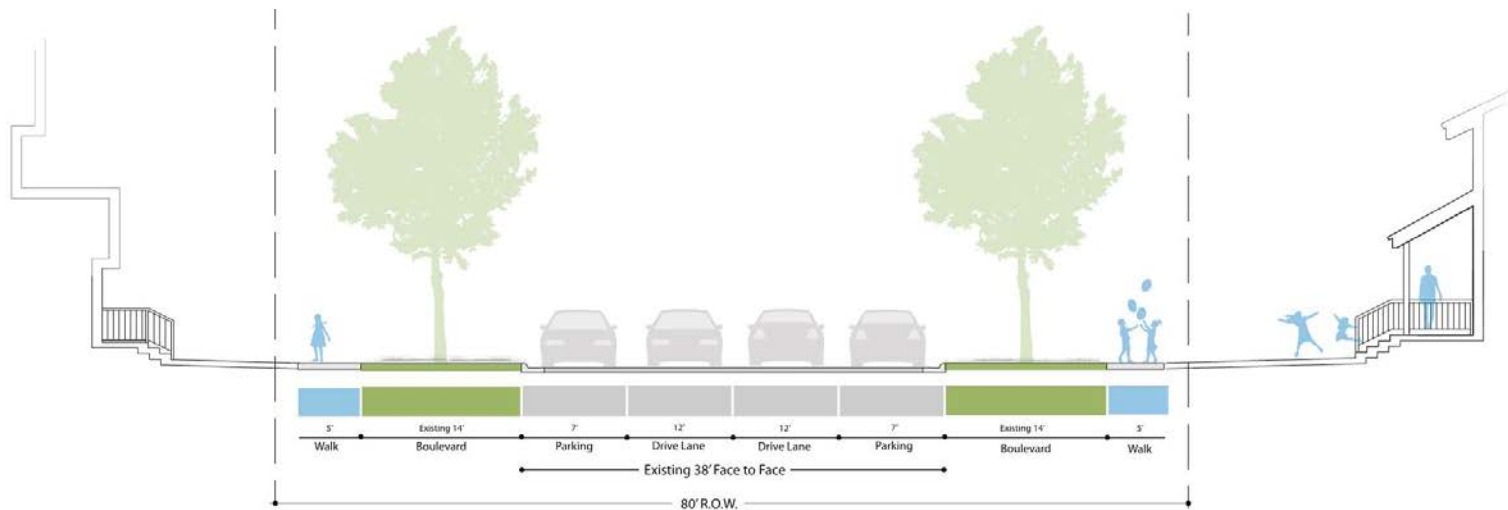 5' Existing 14' 7' 12' 12' 7' Existing 14' 5'
Walk Boulevard Parking Drive Lane Drive Lane Parking Boulevard Walk
Existing 38' Face to Face
80' R.O.W.